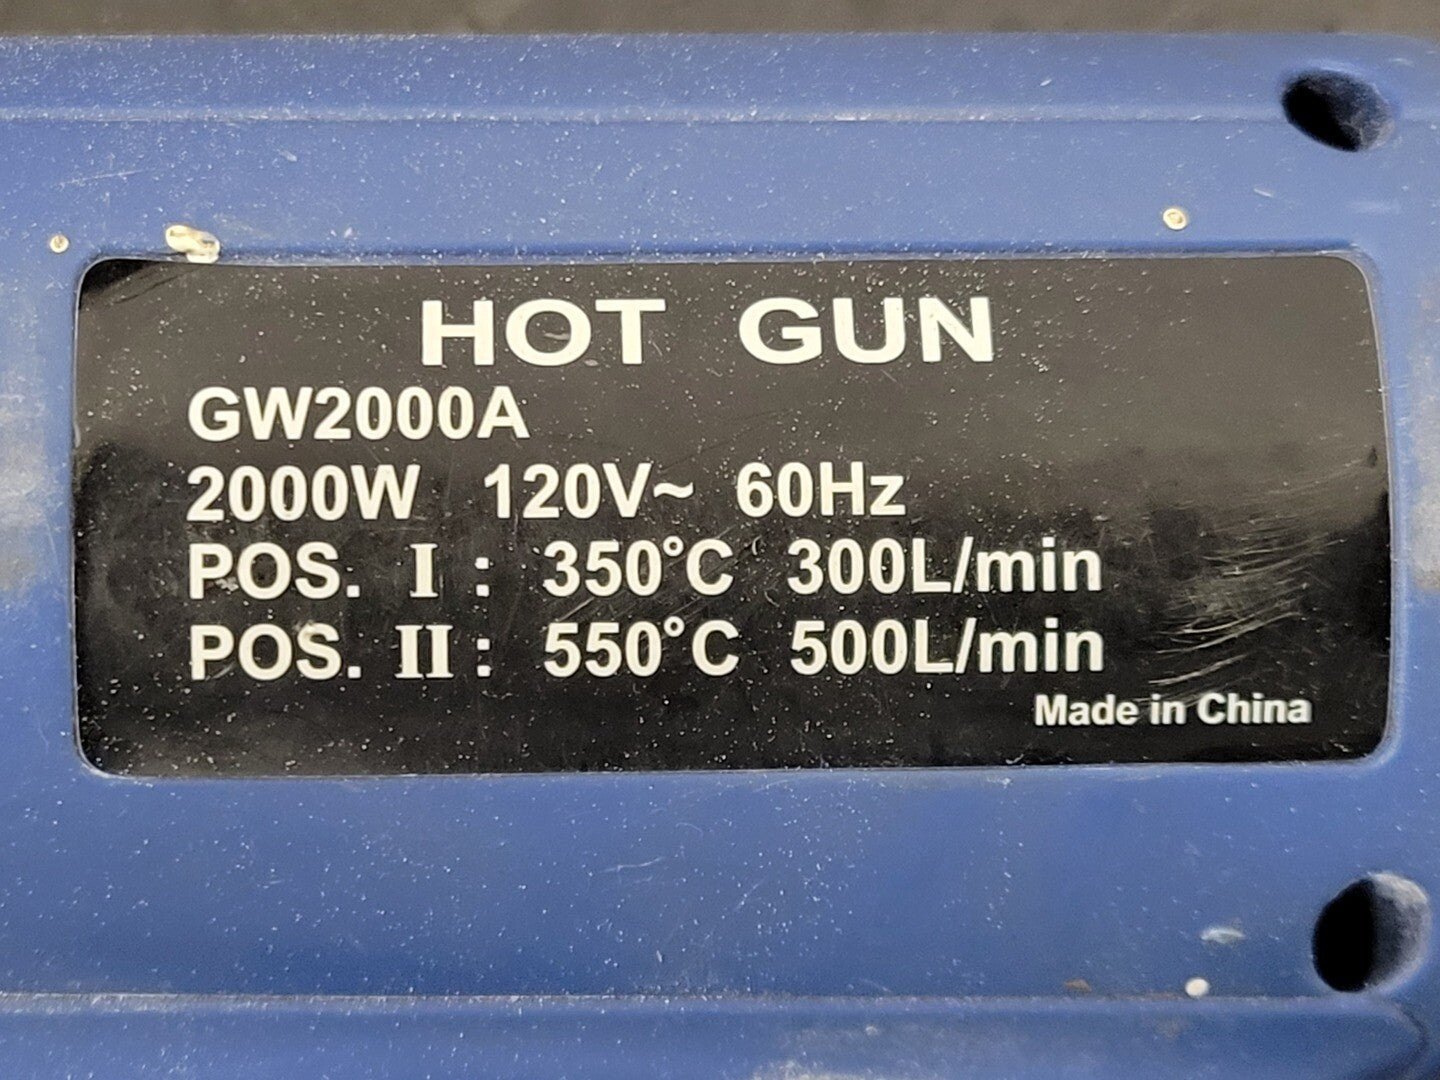 HOT GUN
GW2000A
2000W 120V~ 60Hz
POS. I : 350°C 300L/min
POS. II : 550°C 500L/min
Made in China